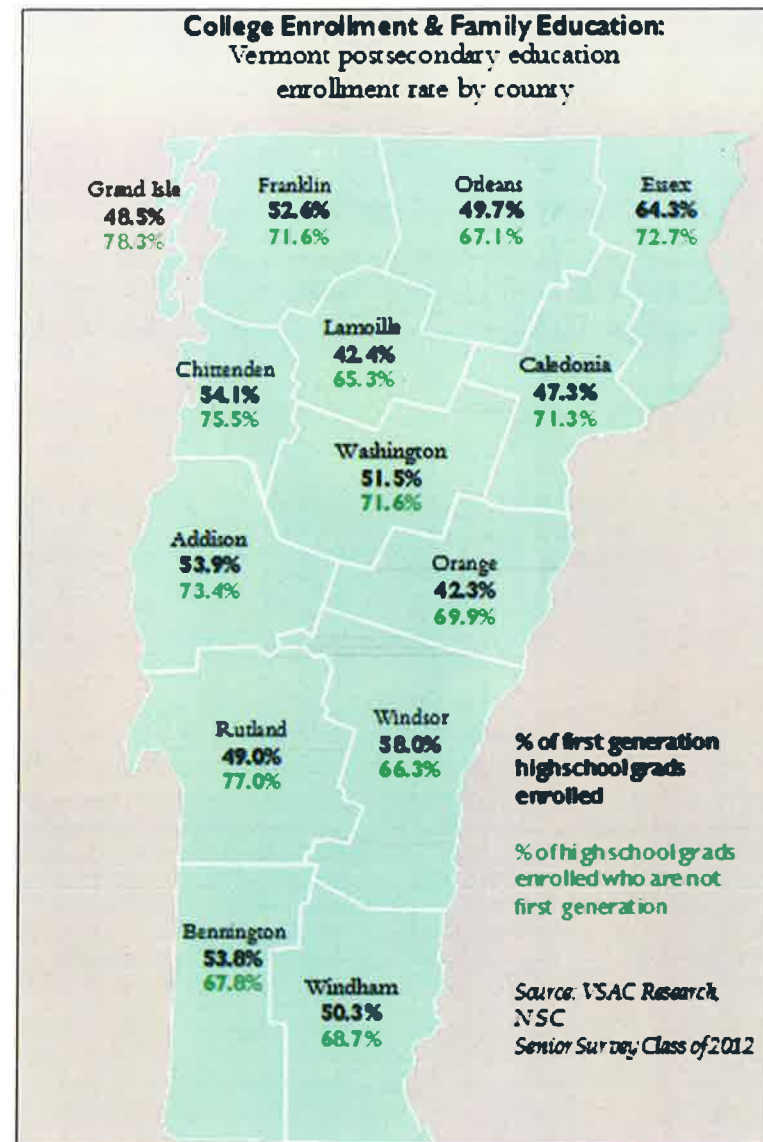 College Enrollment & Family Education:
Vermont postsecondary education
enrollment rate by county
Grand Isle
48.5%
78.3%
Franklin
52.6%
71.6%
Orleans
49.7%
67.1%
Essex
64.3%
72.7%
Lamoille
42.4%
65.3%
Chittenden
54.1%
75.5%
Caledonia
47.3%
71.3%
Washington
51.5%
71.6%
Addison
53.9%
73.4%
Orange
42.3%
69.9%
Rutland
49.0%
77.0%
Windsor
58.0%
66.3%
% of first generation
high school grads
enrolled
% of high school grads
enrolled who are not
first generation
Bennington
53.8%
67.8%
Windham
50.3%
68.7%
Source: VSAC Research,
NSC
Senior Survey, Class of 2012